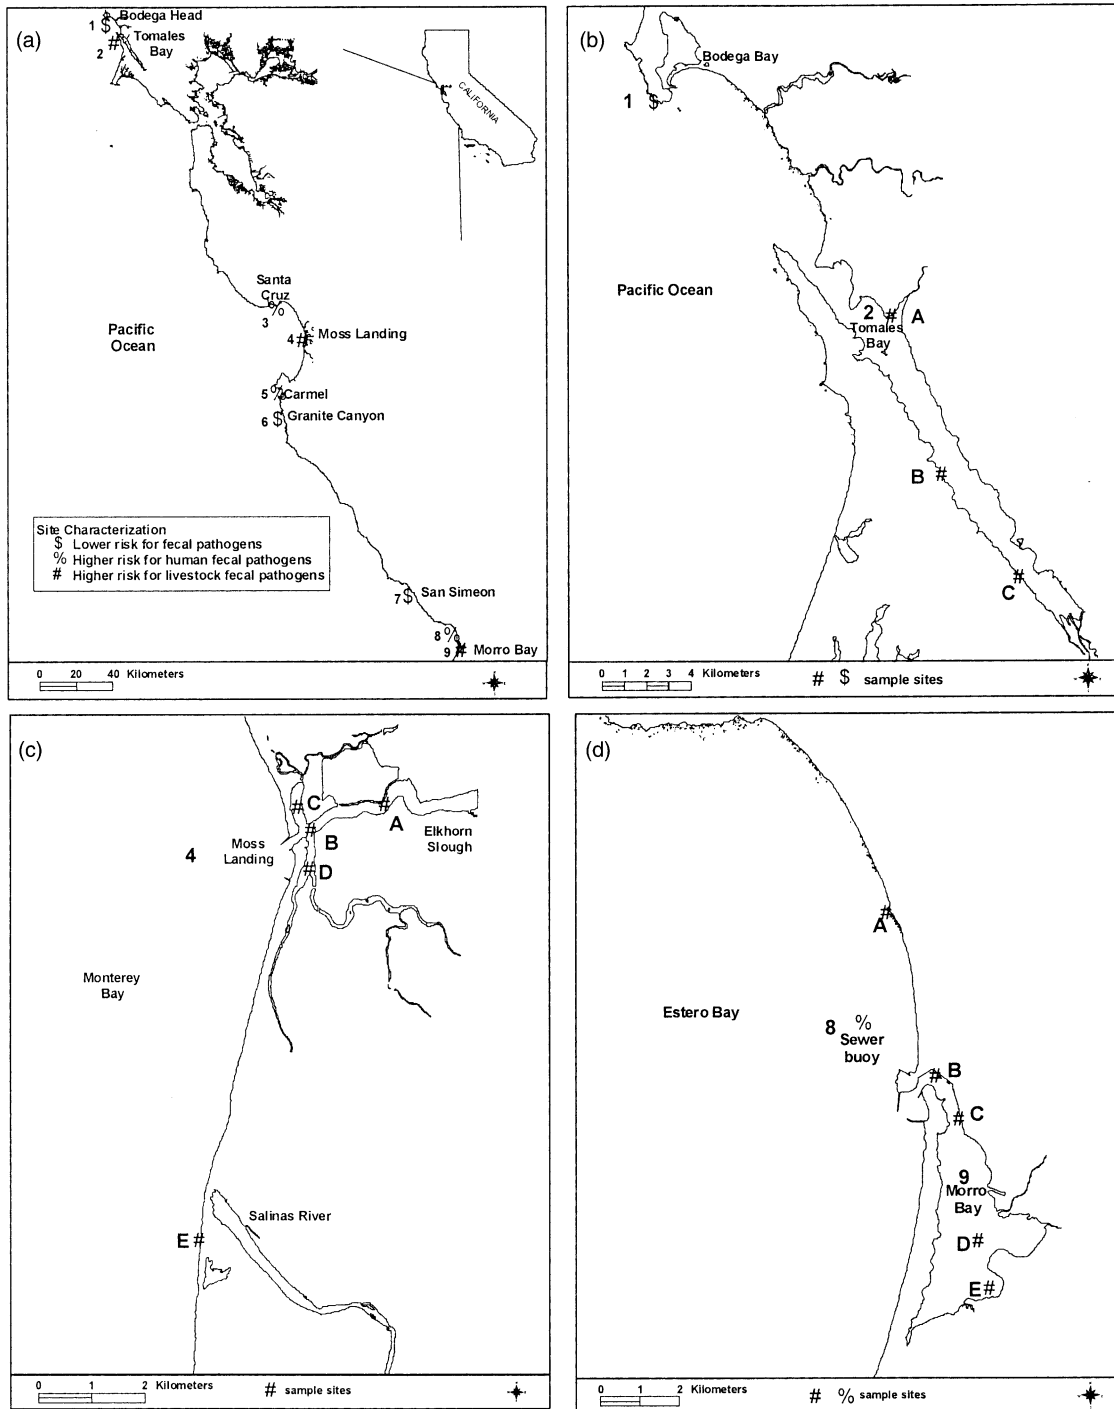 (a)
1 $ Bodega Head
2 # Tomales
Bay
CALIFORNIA
Santa
Cruz
%
3
4 # Moss Landing
Pacific
Ocean
5 % Carmel
6 $ Granite Canyon
Site Characterization
$ Lower risk for fecal pathogens
% Higher risk for human fecal pathogens
# Higher risk for livestock fecal pathogens
7 $ San Simeon
8 %
9 # Morro Bay
0 20 40 Kilometers
(b)
Bodega Bay
1 $
Pacific Ocean
2 # A
Tomales
Bay
B #
C #
0 1 2 3 4 Kilometers
# $ sample sites
(c)
# C
# A
# B
Elkhorn
Slough
4 Moss
Landing
# D
Monterey
Bay
Salinas River
E #
0 1 2 Kilometers
# sample sites
(d)
#
A
Estero Bay
8 %
Sewer
buoy
# B
# C
9
Morro
Bay
D #
E #
0 1 2 Kilometers
# % sample sites